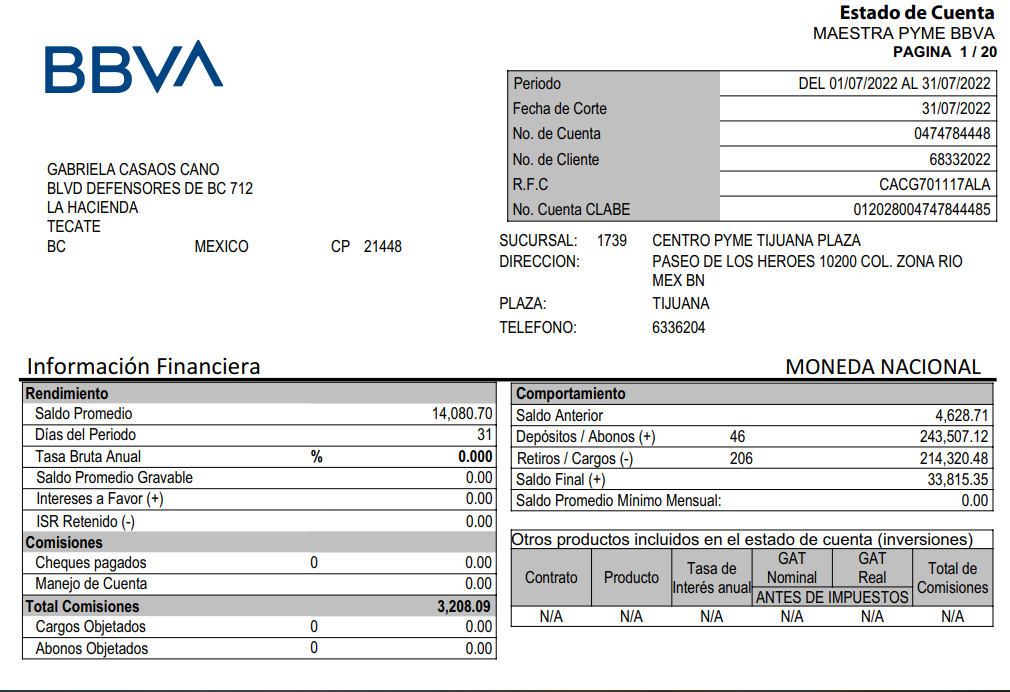 Estado de Cuenta
MAESTRA PYME BBVA
PAGINA 1 / 20
BBVA
Periodo DEL 01/07/2022 AL 31/07/2022
Fecha de Corte 31/07/2022
No. de Cuenta 0474784448
No. de Cliente 68332022
R.F.C CACG701117ALA
No. Cuenta CLABE 012028004747844485
GABRIELA CASAOS CANO
BLVD DEFENSORES DE BC 712
LA HACIENDA
TECATE
BC MEXICO CP 21448
SUCURSAL: 1739 CENTRO PYME TIJUANA PLAZA
DIRECCION: PASEO DE LOS HEROES 10200 COL. ZONA RIO
MEX BN
PLAZA: TIJUANA
TELEFONO: 6336204
Información Financiera
MONEDA NACIONAL
Rendimiento
Saldo Promedio 14,080.70
Días del Periodo 31
Tasa Bruta Anual % 0.000
Saldo Promedio Gravable 0.00
Intereses a Favor (+) 0.00
ISR Retenido (-) 0.00
Comisiones
Cheques pagados 0 0.00
Manejo de Cuenta 0.00
Total Comisiones 3,208.09
Cargos Objetados 0 0.00
Abonos Objetados 0 0.00
Comportamiento
Saldo Anterior 4,628.71
Depósitos / Abonos (+) 46 243,507.12
Retiros / Cargos (-) 206 214,320.48
Saldo Final (+) 33,815.35
Saldo Promedio Mínimo Mensual: 0.00
Otros productos incluidos en el estado de cuenta (inversiones)
Contrato Producto Tasa de Interés anual GAT Nominal GAT Real Total de Comisiones
ANTES DE IMPUESTOS
N/A N/A N/A N/A N/A N/A